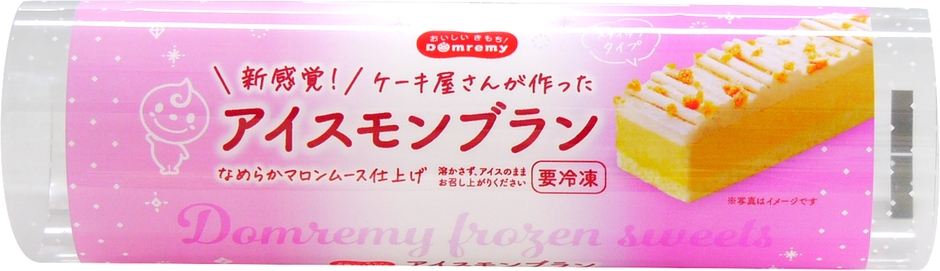 おいしい きもち!
Domremy
\新感覚!/ ケーキ屋さんが作った
アイスモンブラン
なめらかマロンムース仕上げ
溶かさず、アイスのまま
お召し上がりください
要冷凍
タイプ
※写真はイメージです
Domremy frozen sweets
アイスモンブラン